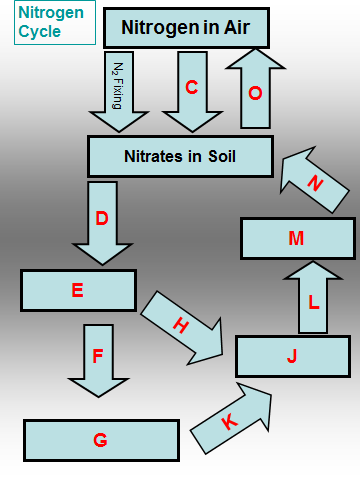 Nitrogen
Cycle
Nitrogen in Air
N₂ Fixing
C
O
Nitrates in Soil
D
N
M
E
H
L
F
J
K
G